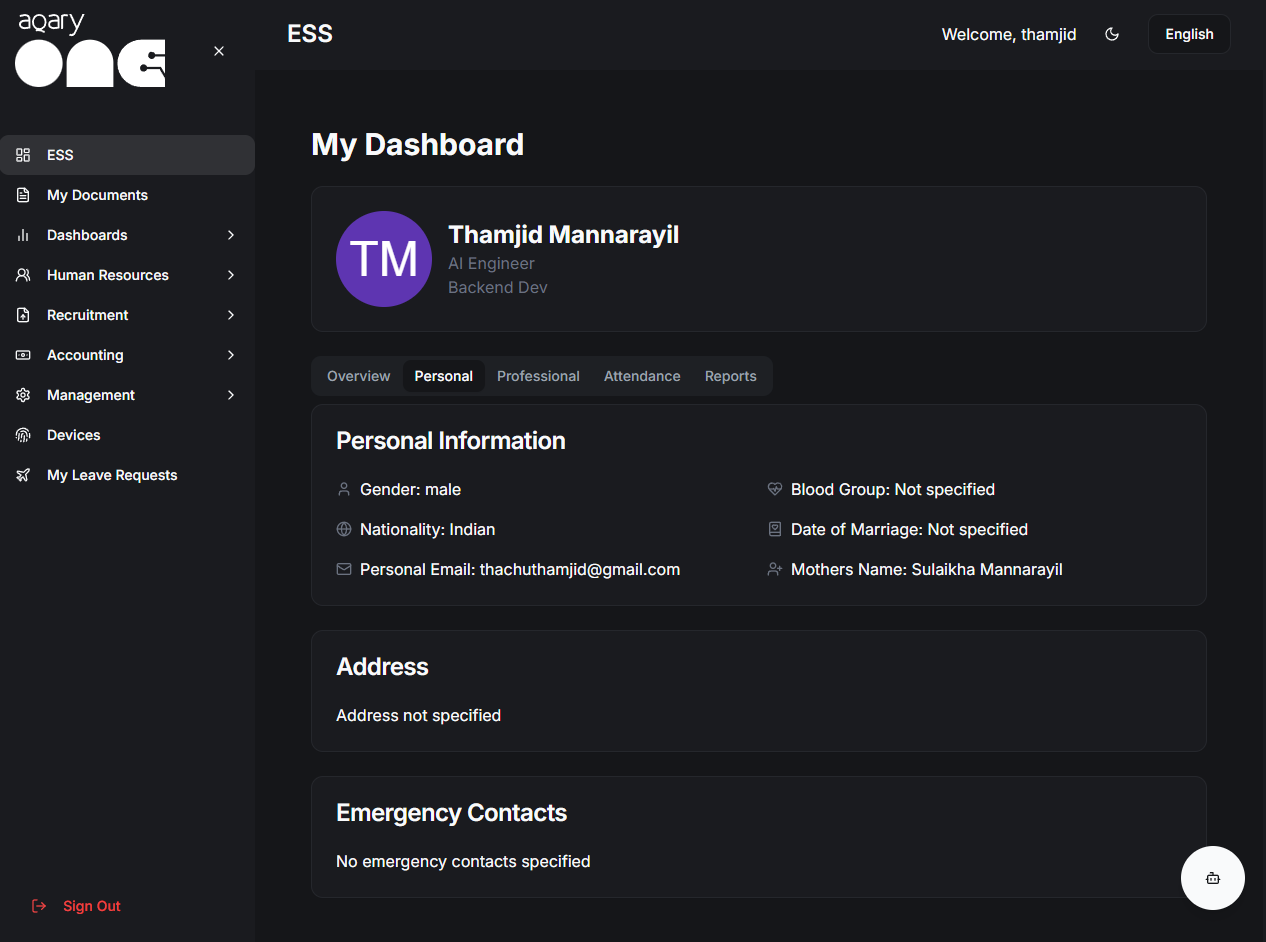 aqary
one
ESS
My Documents
Dashboards
Human Resources
Recruitment
Accounting
Management
Devices
My Leave Requests
Sign Out
ESS
Welcome, thamjid
English
My Dashboard
TM
Thamjid Mannarayil
AI Engineer
Backend Dev
Overview Personal Professional Attendance Reports
Personal Information
Gender: male
Blood Group: Not specified
Nationality: Indian
Date of Marriage: Not specified
Personal Email: thachuthamjid@gmail.com
Mothers Name: Sulaikha Mannarayil
Address
Address not specified
Emergency Contacts
No emergency contacts specified